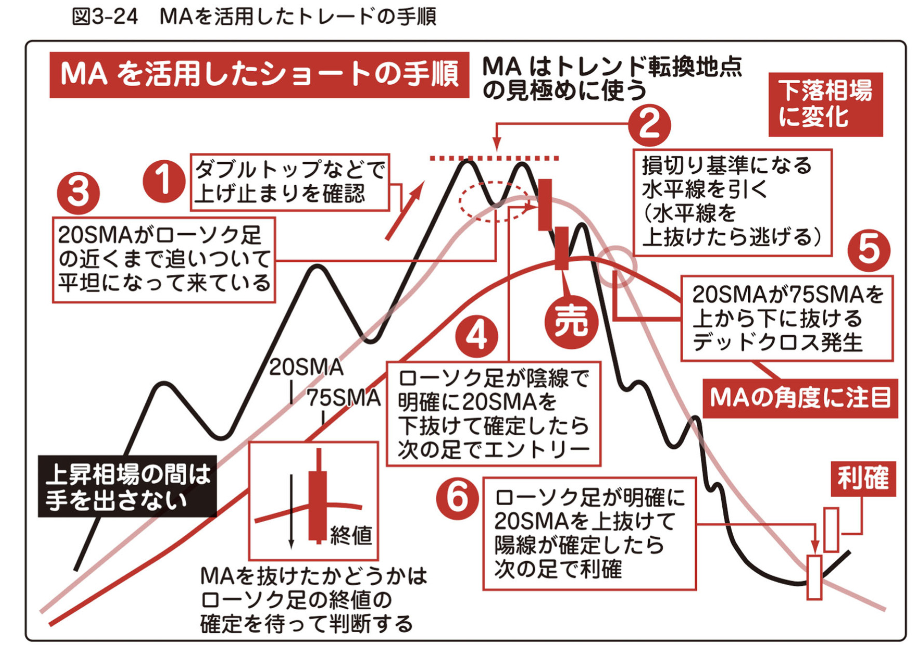 図3-24　MAを活用したトレードの手順
MAを活用したショートの手順
MAはトレンド転換地点
の見極めに使う
下落相場
に変化
1
ダブルトップなどで
上げ止まりを確認
2
損切り基準になる
水平線を引く
（水平線を
上抜けたら逃げる）
3
20SMAがローソク足
の近くまで追いついて
平坦になって来ている
売
4
ローソク足が陰線で
明確に20SMAを
下抜けて確定したら
次の足でエントリー
5
20SMAが75SMAを
上から下に抜ける
デッドクロス発生
MAの角度に注目
20SMA
75SMA
上昇相場の間は
手を出さない
終値
MAを抜けたかどうかは
ローソク足の終値の
確定を待って判断する
6
ローソク足が明確に
20SMAを上抜けて
陽線が確定したら
次の足で利確
利確